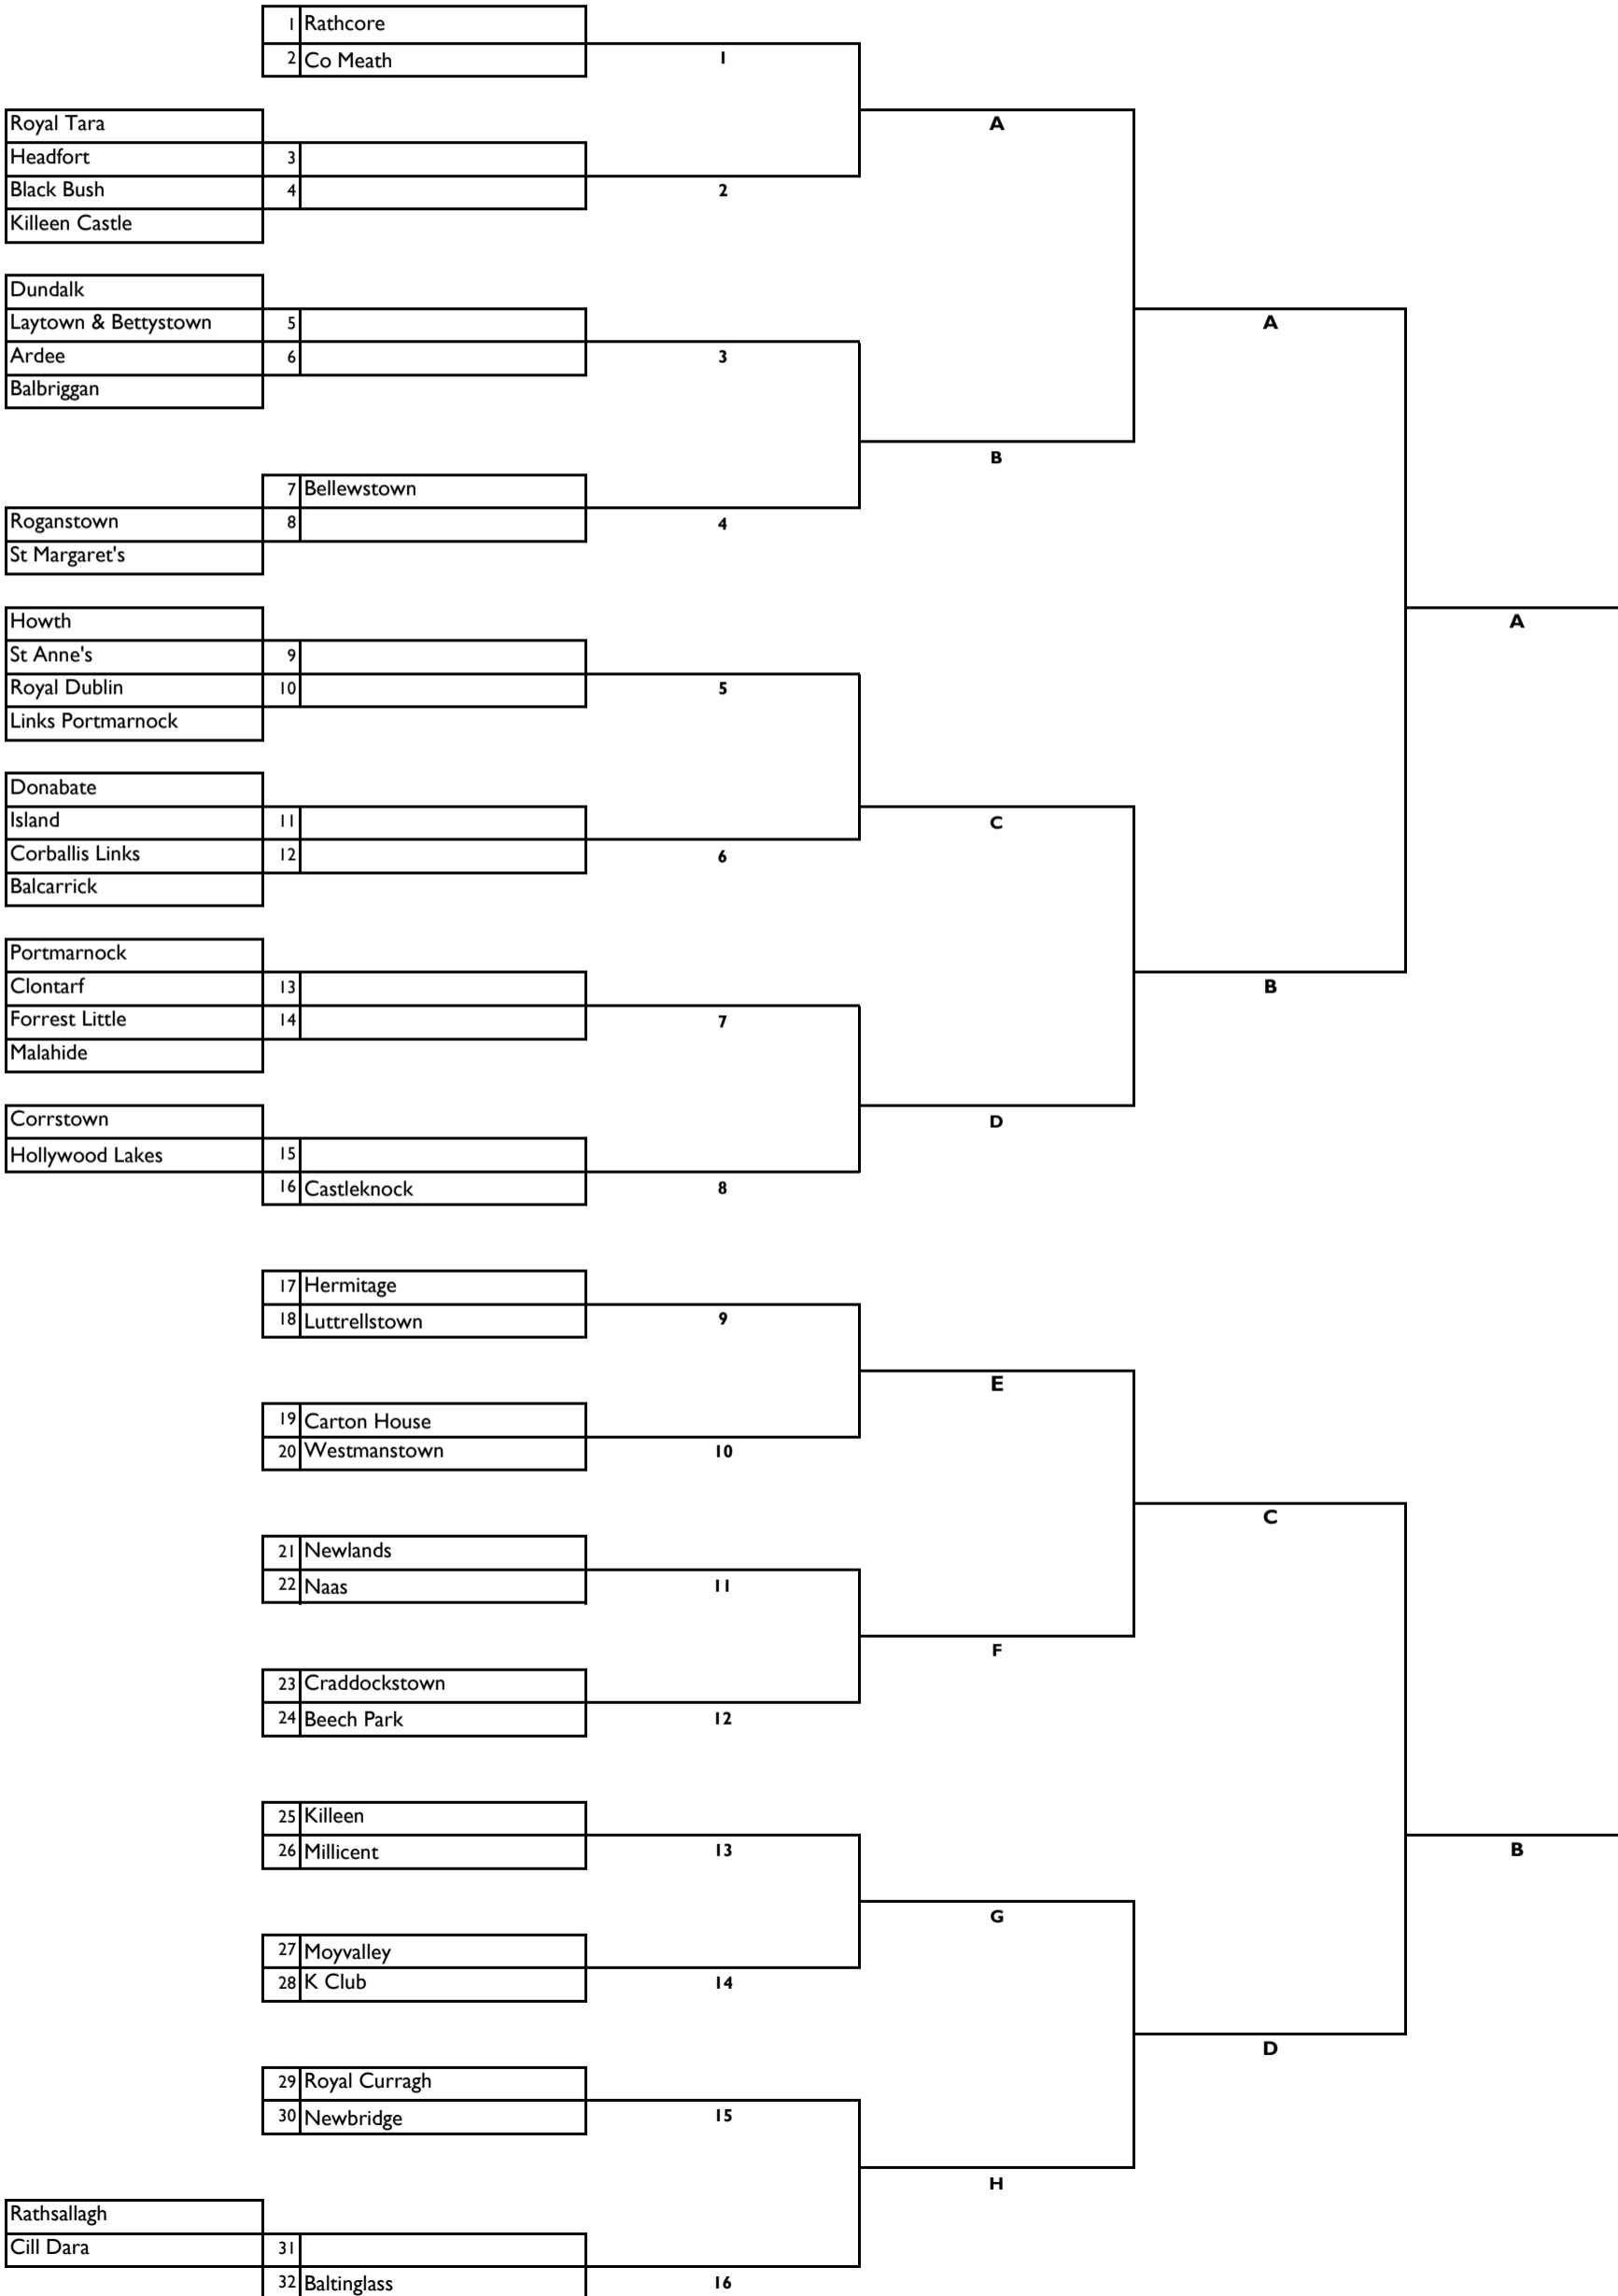 1 Rathcore
2 Co Meath 1
Royal Tara A
Headfort 3
Black Bush 4 2
Killeen Castle
Dundalk
Laytown & Bettystown 5 A
Ardee 6 3
Balbriggan
B
7 Bellewstown
Roganstown 8 4
St Margaret's
Howth A
St Anne's 9
Royal Dublin 10 5
Links Portmarnock
Donabate
Island 11 C
Corballis Links 12 6
Balcarrick
Portmarnock
Clontarf 13 B
Forrest Little 14 7
Malahide
Corrstown D
Hollywood Lakes 15
16 Castleknock 8
17 Hermitage
18 Luttrellstown 9
E
19 Carton House
20 Westmanstown 10
C
21 Newlands
22 Naas 11
F
23 Craddockstown
24 Beech Park 12
25 Killeen
26 Millicent 13 B
G
27 Moyvalley
28 K Club 14
D
29 Royal Curragh
30 Newbridge 15
H
Rathsallagh
Cill Dara 31
32 Baltinglass 16